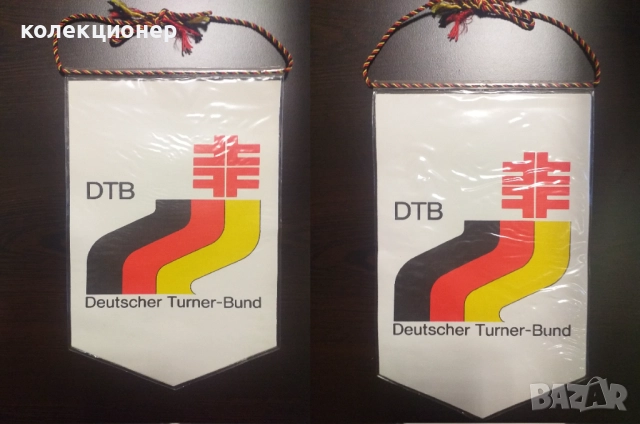 колекционер
DTB
Deutscher Turner-Bund
DTB
Deutscher Turner-Bund
BAZAR